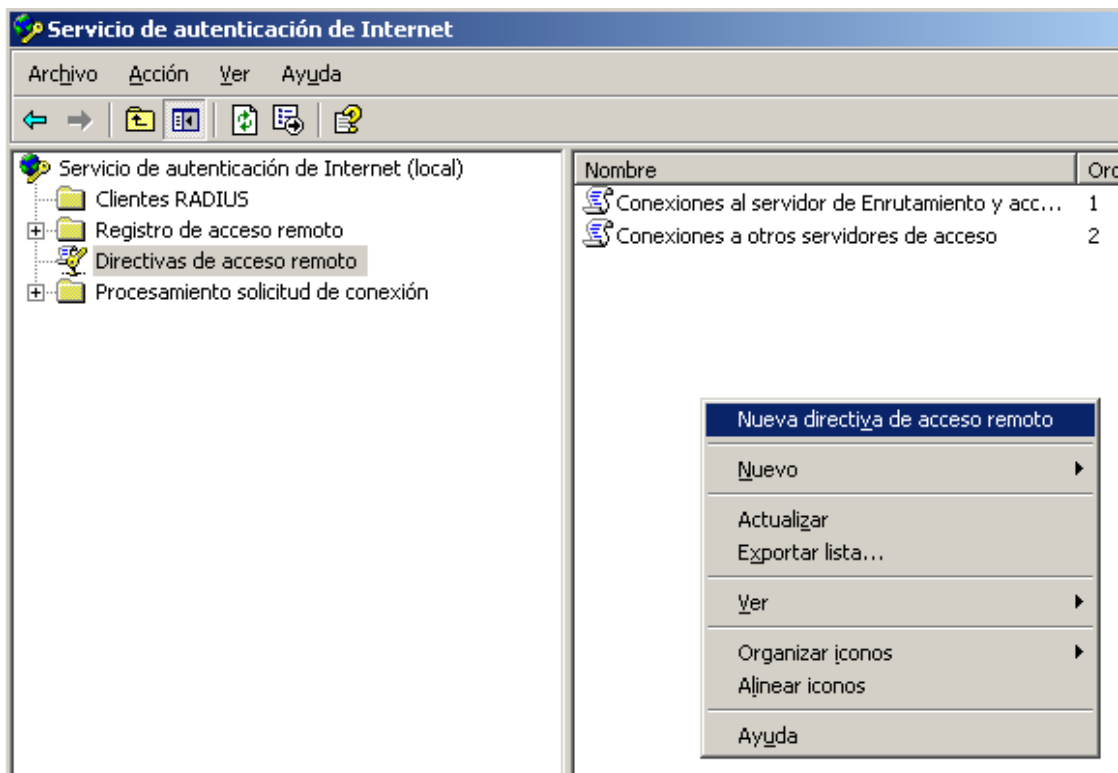 Servicio de autenticación de Internet
Archivo Acción Ver Ayuda
Servicio de autenticación de Internet (local)
Clientes RADIUS
Registro de acceso remoto
Directivas de acceso remoto
Procesamiento solicitud de conexión
Nombre Orc
Conexiones al servidor de Enrutamiento y acc... 1
Conexiones a otros servidores de acceso 2
Nueva directiva de acceso remoto
Nuevo
Actualizar
Exportar lista...
Ver
Organizar iconos
Alinear iconos
Ayuda